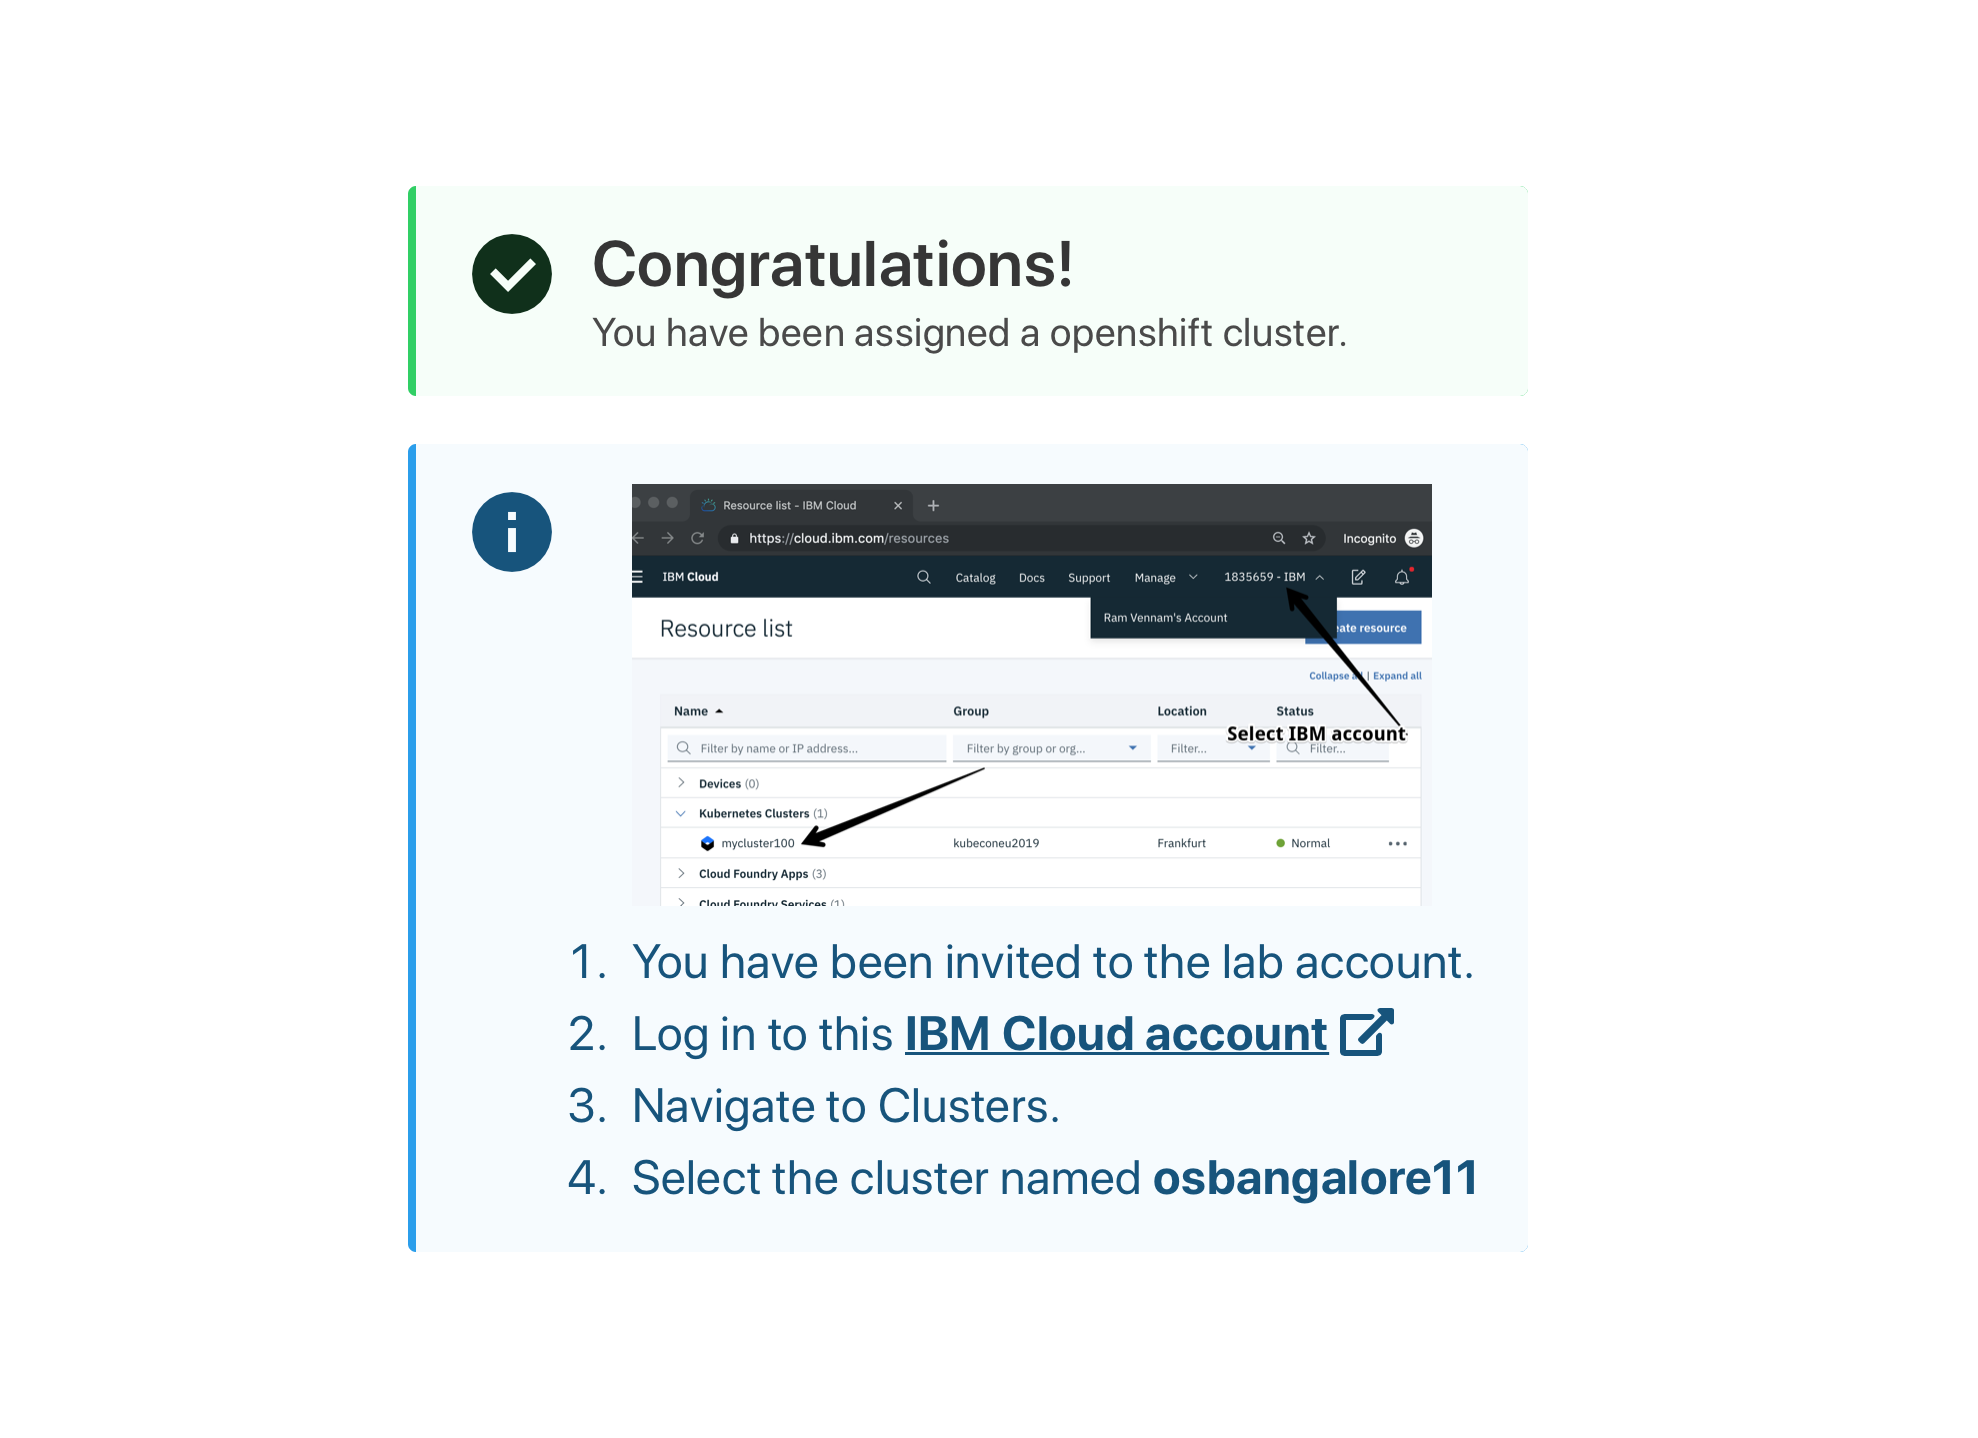 Congratulations!
You have been assigned a openshift cluster.
Resource list - IBM Cloud
https://cloud.ibm.com/resources
Incognito
IBM Cloud
Catalog Docs Support Manage 1835659 - IBM
Ram Vennam's Account
Resource list
resource
Collapse | Expand all
Name Group Location Status
Select IBM account
Filter by name or IP address... Filter by group or org... Filter... Filter...
Devices (0)
Kubernetes Clusters (1)
mycluster100 kubeconeu2019 Frankfurt Normal
Cloud Foundry Apps (3)
Cloud Foundry Services (1)
1. You have been invited to the lab account.
2. Log in to this IBM Cloud account
3. Navigate to Clusters.
4. Select the cluster named osbangalore11